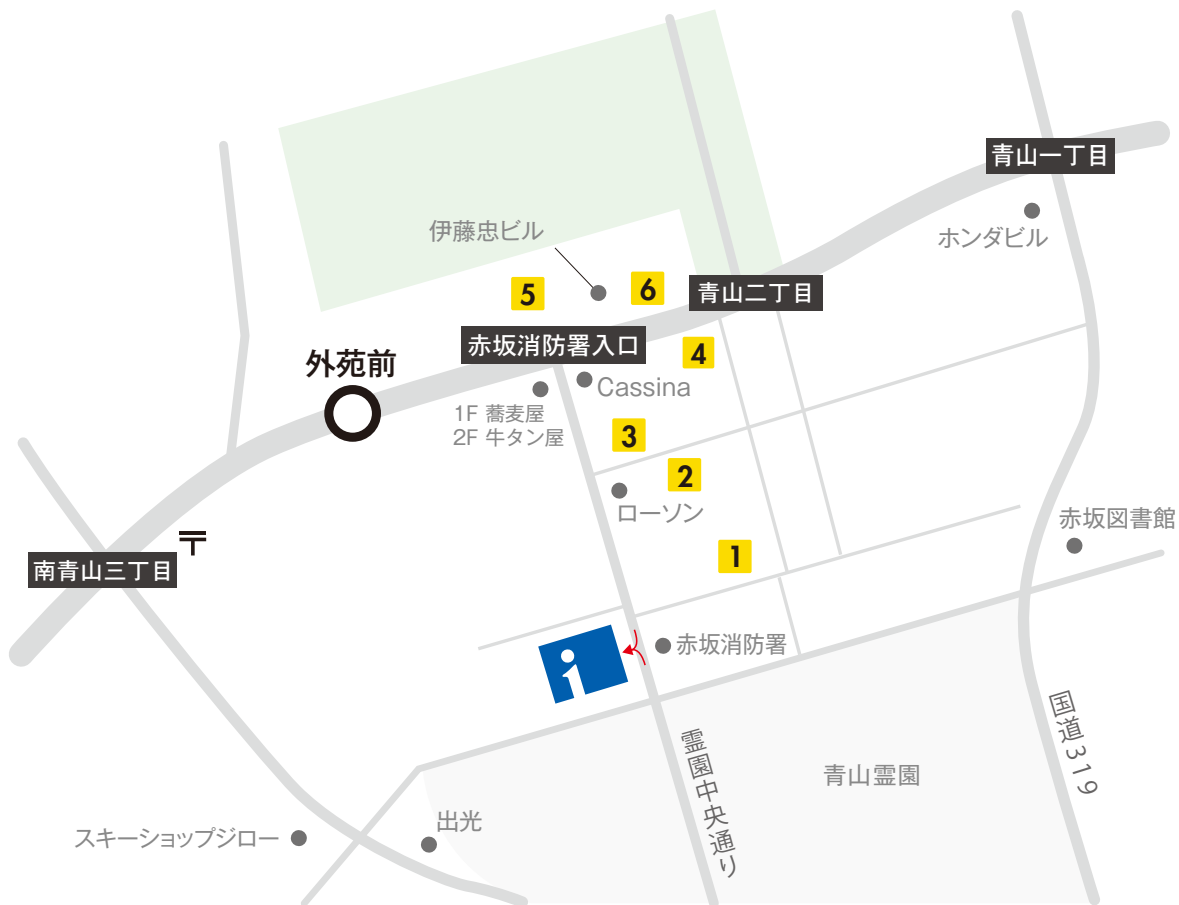 青山一丁目
ホンダビル
伊藤忠ビル
5
6
青山二丁目
赤坂消防署入口
4
外苑前
Cassina
1F 蕎麦屋
2F 牛タン屋
3
2
ローソン
赤坂図書館
〒
南青山三丁目
1
i
赤坂消防署
国道319
霊園中央通り
青山霊園
出光
スキーショップジロー